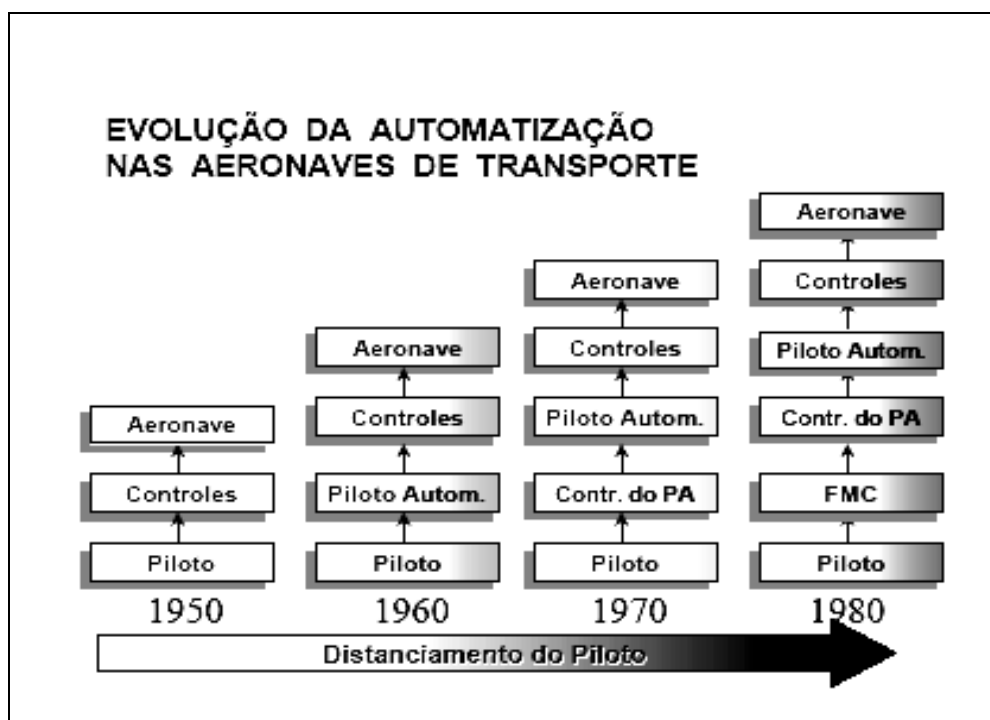 EVOLUÇÃO DA AUTOMATIZAÇÃO
NAS AERONAVES DE TRANSPORTE
Aeronave
Controles
Piloto
1950
Aeronave
Controles
Piloto Autom.
Piloto
1960
Aeronave
Controles
Piloto Autom.
Contr. do PA
Piloto
1970
Aeronave
Controles
Piloto Autom.
Contr. do PA
FMC
Piloto
1980
Distanciamento do Piloto